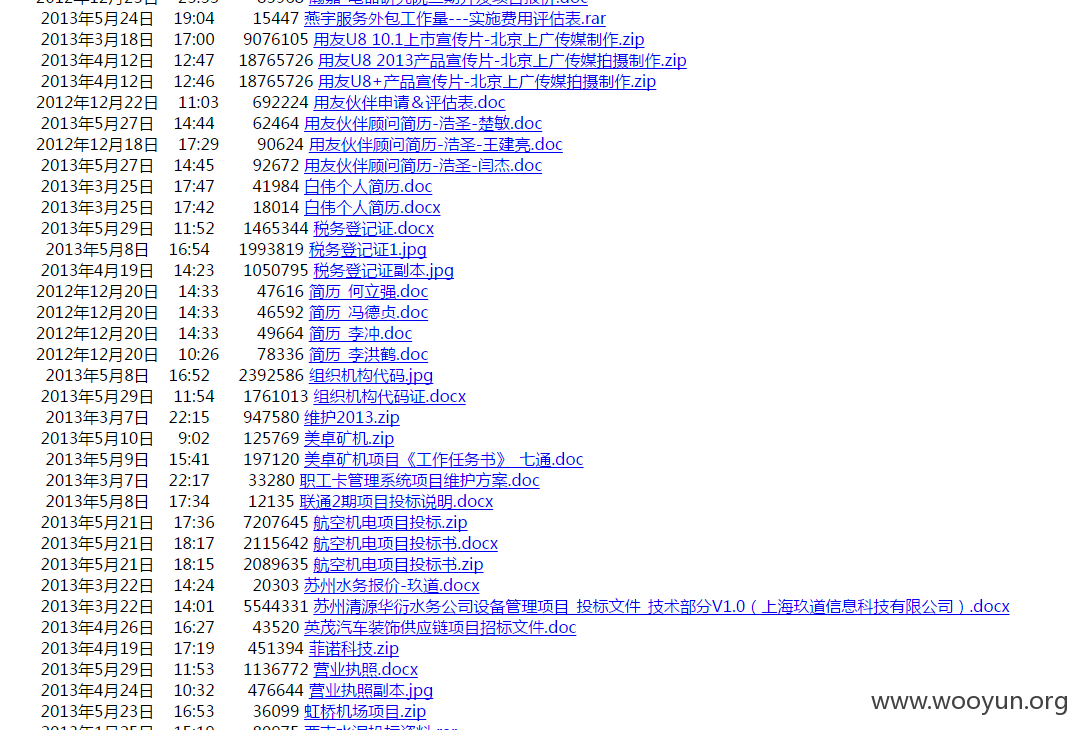 2013年5月24日 19:04 15447 燕宇服务外包工作量---实施费用评估表.rar
2013年3月18日 17:00 9076105 用友U8 10.1上市宣传片-北京上广传媒制作.zip
2013年4月12日 12:47 18765726 用友U8 2013产品宣传片-北京上广传媒拍摄制作.zip
2013年4月12日 12:46 18765726 用友U8+产品宣传片-北京上广传媒拍摄制作.zip
2012年12月22日 11:03 692224 用友伙伴申请＆评估表.doc
2013年5月27日 14:44 62464 用友伙伴顾问简历-浩圣-楚敏.doc
2012年12月18日 17:29 90624 用友伙伴顾问简历-浩圣-王建亮.doc
2013年5月27日 14:45 92672 用友伙伴顾问简历-浩圣-闫杰.doc
2013年3月25日 17:47 41984 白伟个人简历.doc
2013年3月25日 17:42 18014 白伟个人简历.docx
2013年5月29日 11:52 1465344 税务登记证.docx
2013年5月8日 16:54 1993819 税务登记证1.jpg
2013年4月19日 14:23 1050795 税务登记证副本.jpg
2012年12月20日 14:33 47616 简历_何立强.doc
2012年12月20日 14:33 46592 简历_冯德贞.doc
2012年12月20日 14:33 49664 简历_李冲.doc
2012年12月20日 10:26 78336 简历_李洪鹤.doc
2013年5月8日 16:52 2392586 组织机构代码.jpg
2013年5月29日 11:54 1761013 组织机构代码证.docx
2013年3月7日 22:15 947580 维护2013.zip
2013年5月10日 9:02 125769 美卓矿机.zip
2013年5月9日 15:41 197120 美卓矿机项目《工作任务书》_七通.doc
2013年3月7日 22:17 33280 职工卡管理系统项目维护方案.doc
2013年5月8日 17:34 12135 联通2期项目投标说明.docx
2013年5月21日 17:36 7207645 航空机电项目投标.zip
2013年5月21日 18:17 2115642 航空机电项目投标书.docx
2013年5月21日 18:15 2089635 航空机电项目投标书.zip
2013年3月22日 14:24 20303 苏州水务报价-玖道.docx
2013年3月22日 14:01 5544331 苏州清源华衍水务公司设备管理项目_投标文件_技术部分V1.0（上海玖道信息科技有限公司）.docx
2013年4月26日 16:27 43520 英茂汽车装饰供应链项目招标文件.doc
2013年4月19日 17:19 451394 菲诺科技.zip
2013年5月29日 11:53 1136772 营业执照.docx
2013年4月24日 10:32 476644 营业执照副本.jpg
2013年5月23日 16:53 36099 虹桥机场项目.zip
www.wooyun.org